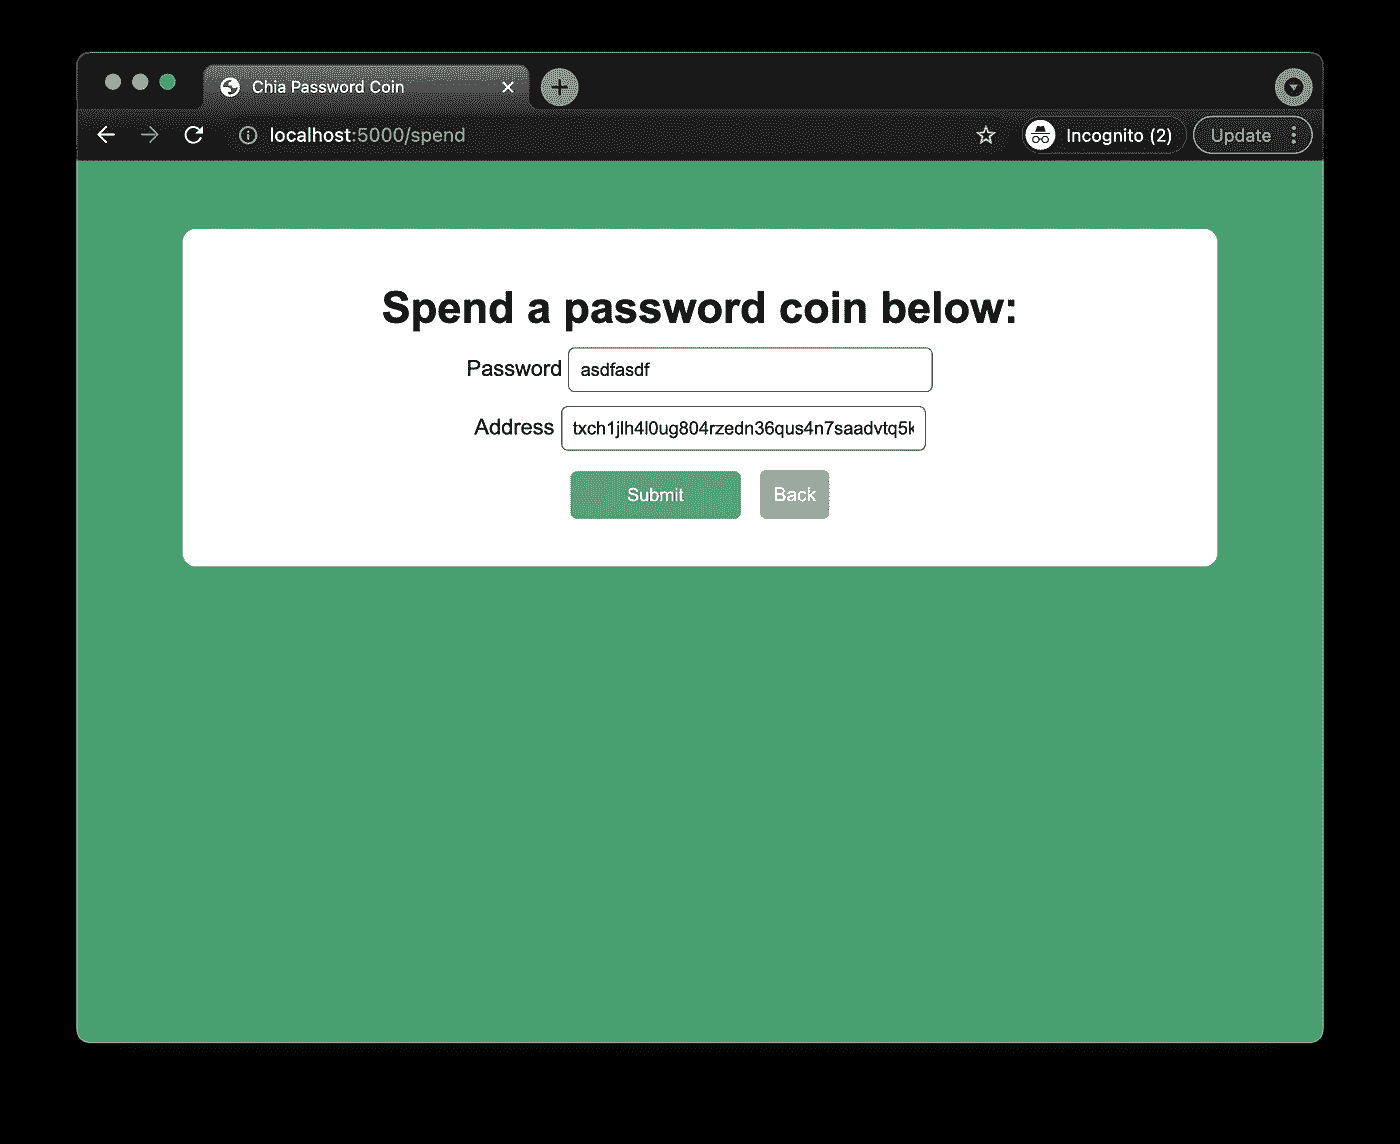 Chia Password Coin
localhost:5000/spend
Incognito (2)
Update
Spend a password coin below:
Password asdfasdf
Address txch1jlh4l0ug804rzedn36qus4n7saadvtq5k
Submit Back